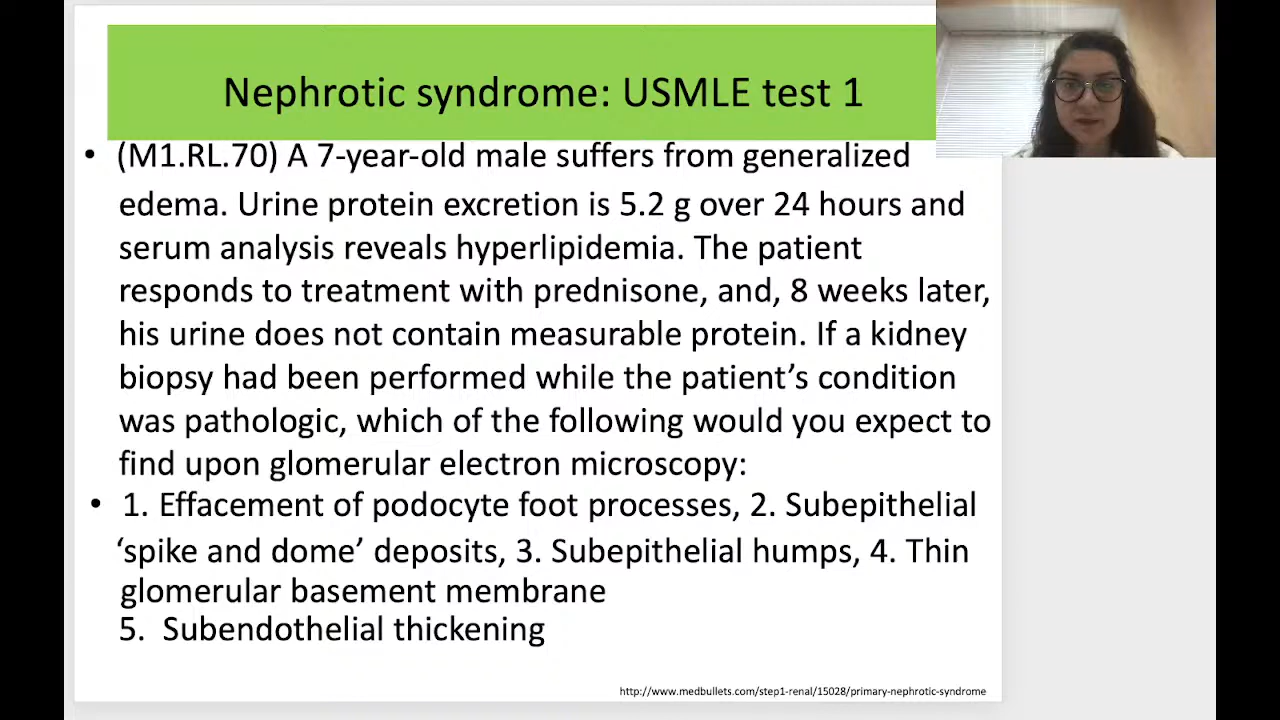 Nephrotic syndrome: USMLE test 1
• (M1.RL.70) A 7-year-old male suffers from generalized
edema. Urine protein excretion is 5.2 g over 24 hours and
serum analysis reveals hyperlipidemia. The patient
responds to treatment with prednisone, and, 8 weeks later,
his urine does not contain measurable protein. If a kidney
biopsy had been performed while the patient’s condition
was pathologic, which of the following would you expect to
find upon glomerular electron microscopy:
• 1. Effacement of podocyte foot processes, 2. Subepithelial
‘spike and dome’ deposits, 3. Subepithelial humps, 4. Thin
glomerular basement membrane
5. Subendothelial thickening
http://www.medbullets.com/step1-renal/15028/primary-nephrotic-syndrome